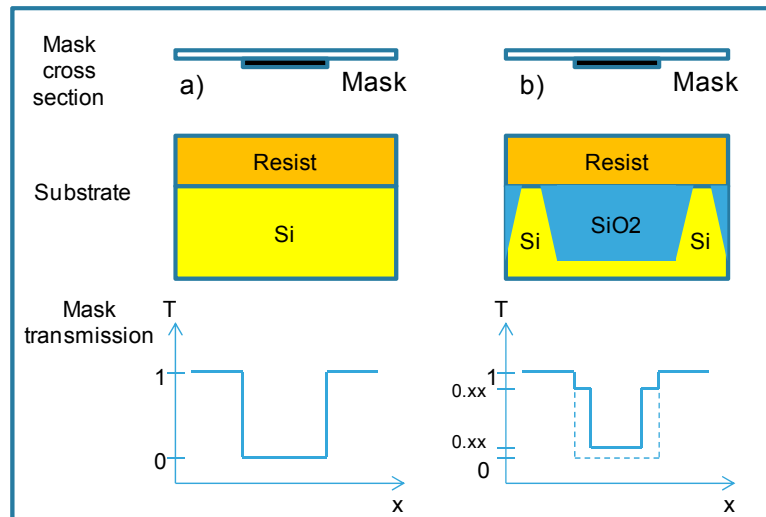 Mask
cross
section
a)
Mask
b)
Mask
Substrate
Resist
Si
Resist
Si
SiO2
Si
Mask
transmission
T
1
0
x
T
1
0.xx
0.xx
0
x